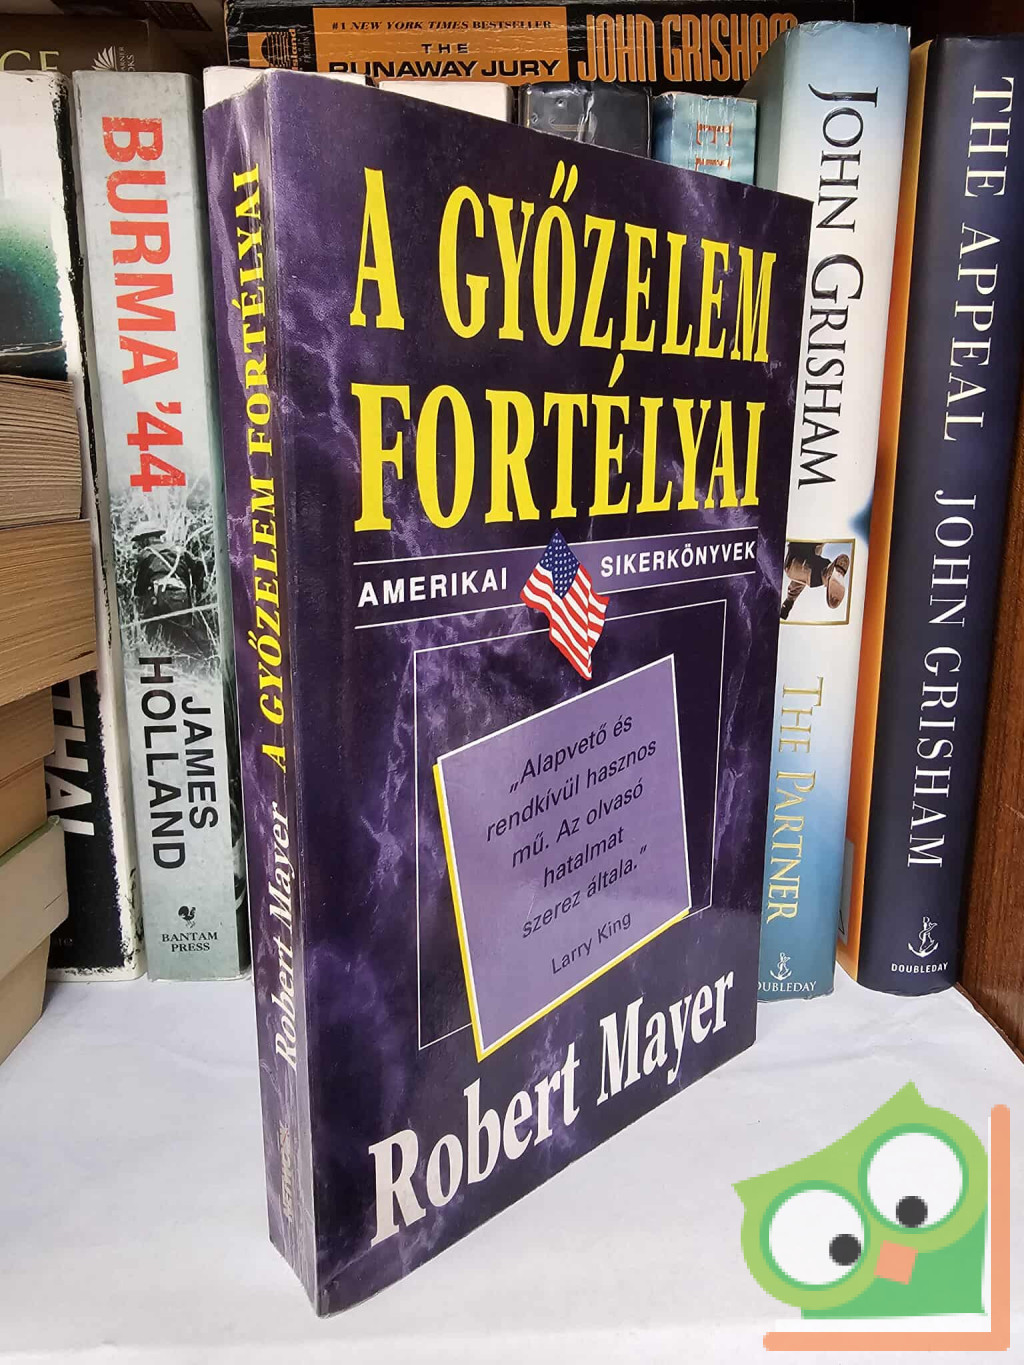 #1 NEW YORK TIMES BESTSELLER
THE
RUNAWAY JURY
JOHN GRISHAM
BURMA '44
JAMES
HOLLAND
BANTAM
PRESS
A GYŐZELEM FORTÉLYAI
Robert Mayer
A GYŐZELEM
FORTÉLYAI
AMERIKAI SIKERKÖNYVEK
„Alapvető és
rendkívül hasznos
mű. Az olvasó
hatalmat
szerez általa.”
Larry King
Robert Mayer
JOHN GRISHAM
THE PARTNER
DOUBLEDAY
THE APPEAL JOHN GRISHAM
DOUBLEDAY